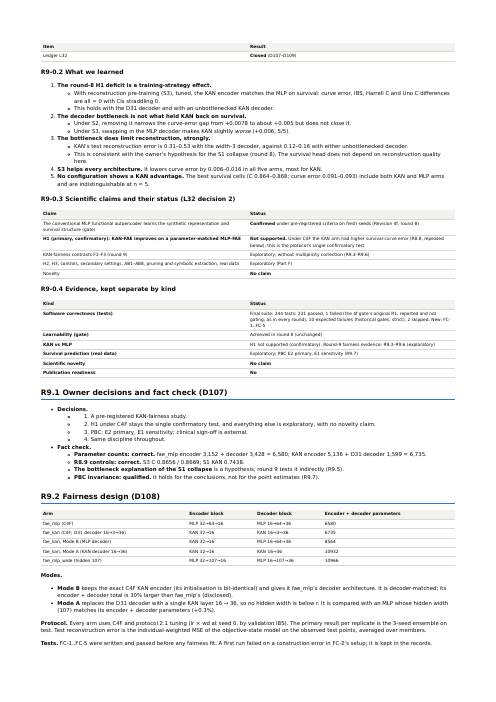 Item Result
Ledger L32 Closed (D107-D109)
R9-0.2 What we learned
1. The round-8 H1 deficit is a training-strategy effect.
With reconstruction pre-training (S3), tuned, the KAN encoder matches the MLP on survival: curve error, IBS, Harrell C and Uno C differences
are all ≈ 0 with CIs straddling 0.
This holds with the D31 decoder and with an unbottlenecked KAN decoder.
2. The decoder bottleneck is not what held KAN back on survival.
Under S2, removing it narrows the curve-error gap from +0.0078 to about +0.005 but does not close it.
Under S3, swapping in the MLP decoder makes KAN slightly worse (+0.006, 5/5).
3. The bottleneck does limit reconstruction, strongly.
KAN's test reconstruction error is 0.31–0.53 with the width-3 decoder, against 0.12–0.16 with either unbottlenecked decoder.
This is consistent with the owner's hypothesis for the S1 collapse (round 8). The survival head does not depend on reconstruction quality
here.
4. S3 helps every architecture. It lowers curve error by 0.006–0.016 in all five arms, most for KAN.
5. No configuration shows a KAN advantage. The best survival cells (C 0.864–0.868; curve error 0.091–0.093) include both KAN and MLP arms
and are indistinguishable at n = 5.
R9-0.3 Scientific claims and their status (L32 decision 2)
Claim Status
The conventional MLP functional autoencoder learns the synthetic representation and Confirmed under pre-registered criteria on fresh seeds (Revision 4f, round 8)
survival structure (gate)
H1 (primary, confirmatory): KAN-FAE improves on a parameter-matched MLP-FAE Not supported. Under C4F the KAN arm had higher survival-curve error (R8.8, repeated
below); this is the protocol's single confirmatory test
KAN-fairness contrasts F1–F3 (round 9) Exploratory, without multiplicity correction (R9.3–R9.6)
H2, H3, controls, secondary settings, AB1–AB8, pruning and symbolic extraction, real data Exploratory (Part F)
Novelty No claim
R9-0.4 Evidence, kept separate by kind
Kind Status
Software correctness (tests) Final suite: 244 tests: 231 passed, 1 failed (the 4f gate's original R1, reported and not
gating, as in every round), 10 expected failures (historical gates, strict), 2 skipped. New: FC-
1..FC-5
Learnability (gate) Achieved in round 8 (unchanged)
KAN vs MLP H1 not supported (confirmatory). Round-9 fairness evidence: R9.3–R9.6 (exploratory)
Survival prediction (real data) Exploratory; PBC E2 primary, E1 sensitivity (R9.7)
Scientific novelty No claim
Publication readiness No
R9.1 Owner decisions and fact check (D107)
Decisions.
1. A pre-registered KAN-fairness study.
2. H1 under C4F stays the single confirmatory test, and everything else is exploratory, with no novelty claim.
3. PBC: E2 primary, E1 sensitivity; clinical sign-off is external.
4. Same discipline throughout.
Fact check.
Parameter counts: correct. fae_mlp encoder 3,152 + decoder 3,428 = 6,580; KAN encoder 5,136 + D31 decoder 1,599 = 6,735.
R8.9 controls: correct. S3 C 0.8656 / 0.8669; S1 KAN 0.7438.
The bottleneck explanation of the S1 collapse is a hypothesis; round 9 tests it indirectly (R9.5).
PBC invariance: qualified. It holds for the conclusions, not for the point estimates (R9.7).
R9.2 Fairness design (D108)
Arm Encoder block Decoder block Encoder + decoder parameters
fae_mlp (C4F) MLP 32→64→16 MLP 16→64→36 6580
fae_kan (C4F; D31 decoder 16→3→36) KAN 32→16 KAN 16→3→36 6735
fae_kan, Mode B (MLP decoder) KAN 32→16 MLP 16→64→36 8564
fae_kan, Mode A (KAN decoder 16→36) KAN 32→16 KAN 16→36 10932
fae_mlp_wide (hidden 107) MLP 32→107→16 MLP 16→107→36 10966
Modes.
Mode B keeps the exact C4F KAN encoder (its initialisation is bit-identical) and gives it fae_mlp's decoder architecture. It is decoder-matched; its
encoder + decoder total is 30% larger than fae_mlp's (disclosed).
Mode A replaces the D31 decoder with a single KAN layer 16 → 36, so no hidden width is below r. It is compared with an MLP whose hidden width
(107) matches its encoder + decoder parameters (+0.3%).
Protocol. Every arm uses C4F and protocol 2.1 tuning (lr × wd at seed 0, by validation IBS). The primary result per replicate is the 3-seed ensemble on
test. Test reconstruction error is the individual-weighted MSE of the objective-state model on the observed test points, averaged over members.
Tests. FC-1..FC-5 were written and passed before any fairness fit. A first run failed on a construction error in FC-2's setup; it is kept in the records.